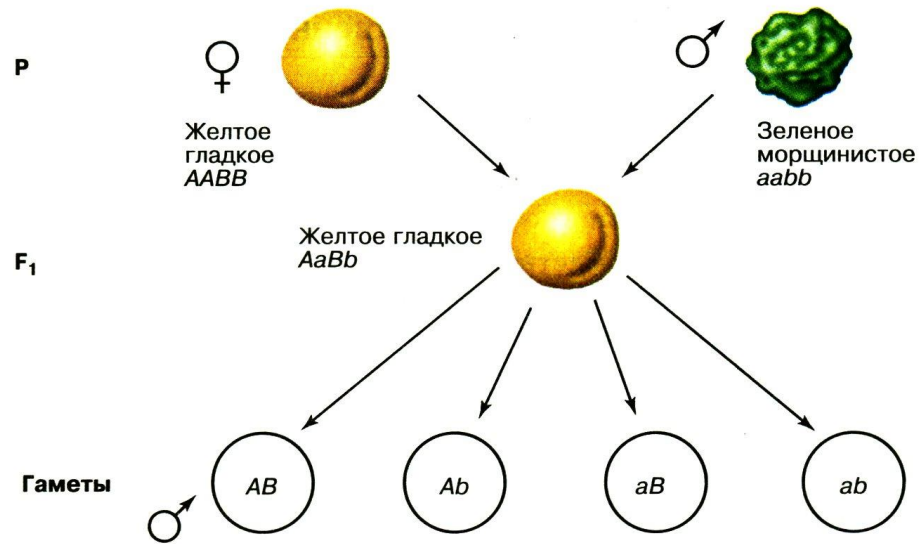 P
♀
♂
Желтое
гладкое
AABB
Зеленое
морщинистое
aabb
Желтое гладкое
AaBb
F₁
Гаметы
♂
AB
Ab
aB
ab